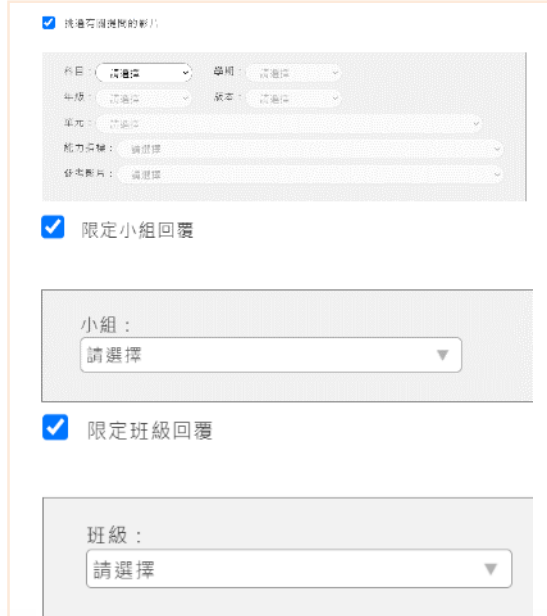 挑過有關提問的影片
科目： 請選擇 學期： 請選擇
年級： 請選擇 版本： 請選擇
單元： 請選擇
能力指標： 請選擇
參考影片： 請選擇
限定小組回覆
小組：
請選擇
限定班級回覆
班級：
請選擇